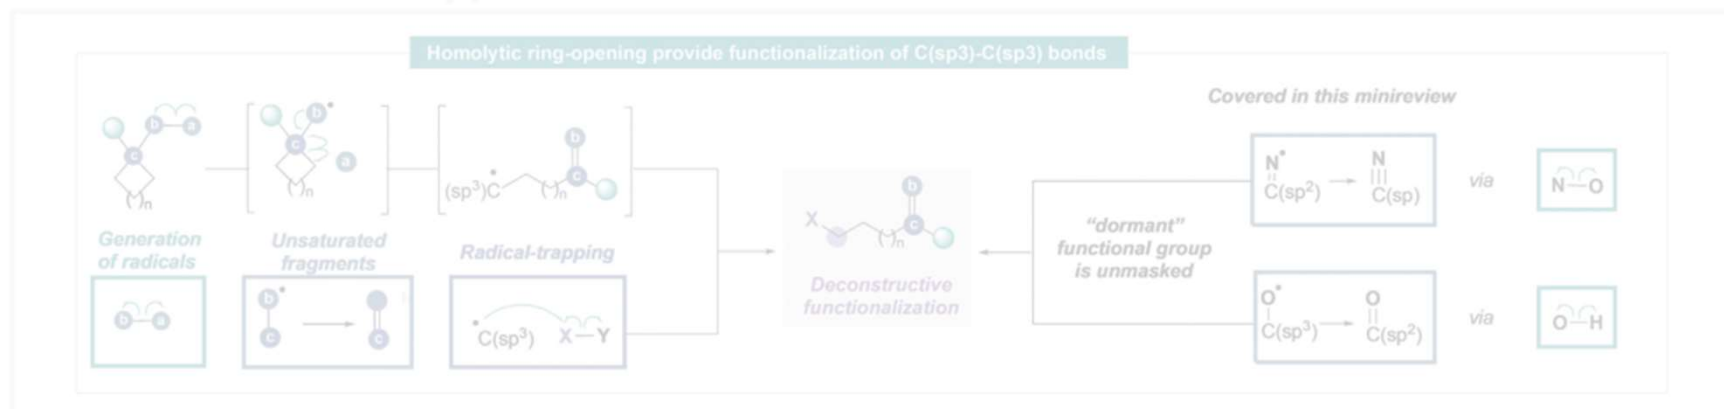 Homolytic ring-opening provide functionalization of C(sp3)-C(sp3) bonds
Covered in this minireview
b a
c
( )n
b•
c
a
( )n
(sp³)C•
( )n
b
c
Generation
of radicals
b a
Unsaturated
fragments
b•
c
c
Radical-trapping
•C(sp³) X—Y
X
( )n
b
c
Deconstructive
functionalization
"dormant"
functional group
is unmasked
N• N
C(sp²) C(sp)
via
N—O
O• O
C(sp³) C(sp²)
via
O—H